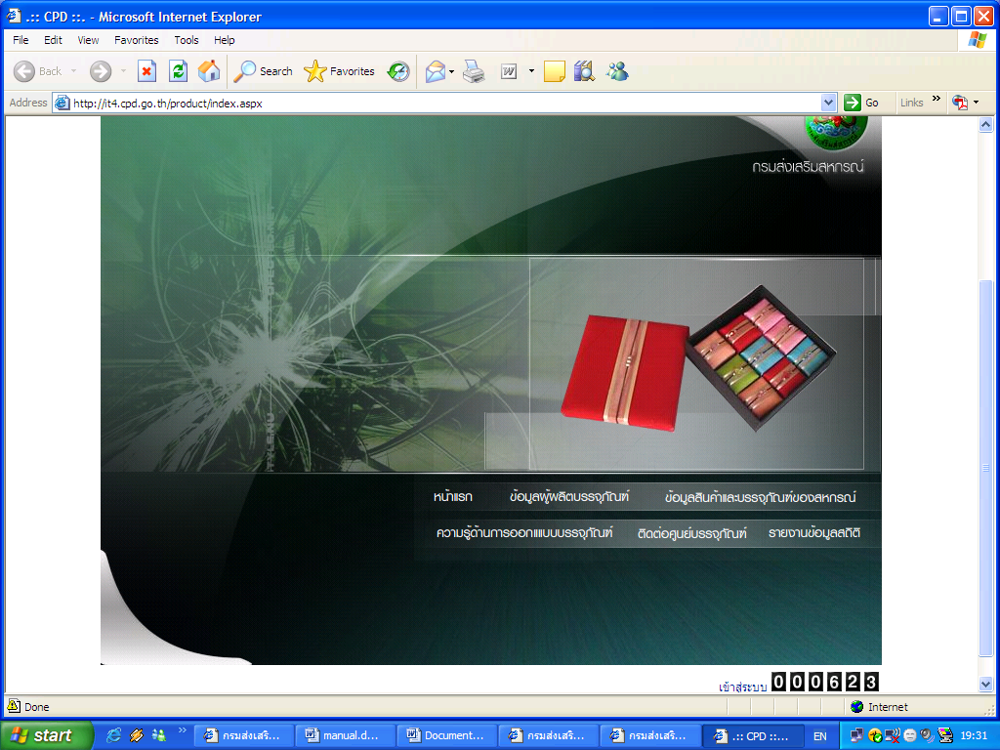 .:: CPD ::. - Microsoft Internet Explorer
File Edit View Favorites Tools Help
Back Search Favorites
Address http://it4.cpd.go.th/product/index.aspx Go Links »
กรมส่งเสริมสหกรณ์
หน้าแรก ข้อมูลผู้ผลิตบรรจุภัณฑ์ ข้อมูลสินค้าและบรรจุภัณฑ์ของสหกรณ์
ความรู้ด้านการออกแบบบรรจุภัณฑ์ ติดต่อศูนย์บรรจุภัณฑ์ รายงานข้อมูลสถิติ
เข้าสู่ระบบ 000623
Done Internet
start » กรมส่งเสริ... manual.d... Document... กรมส่งเสริ... กรมส่งเสริ... .:: CPD ::... EN 19:31